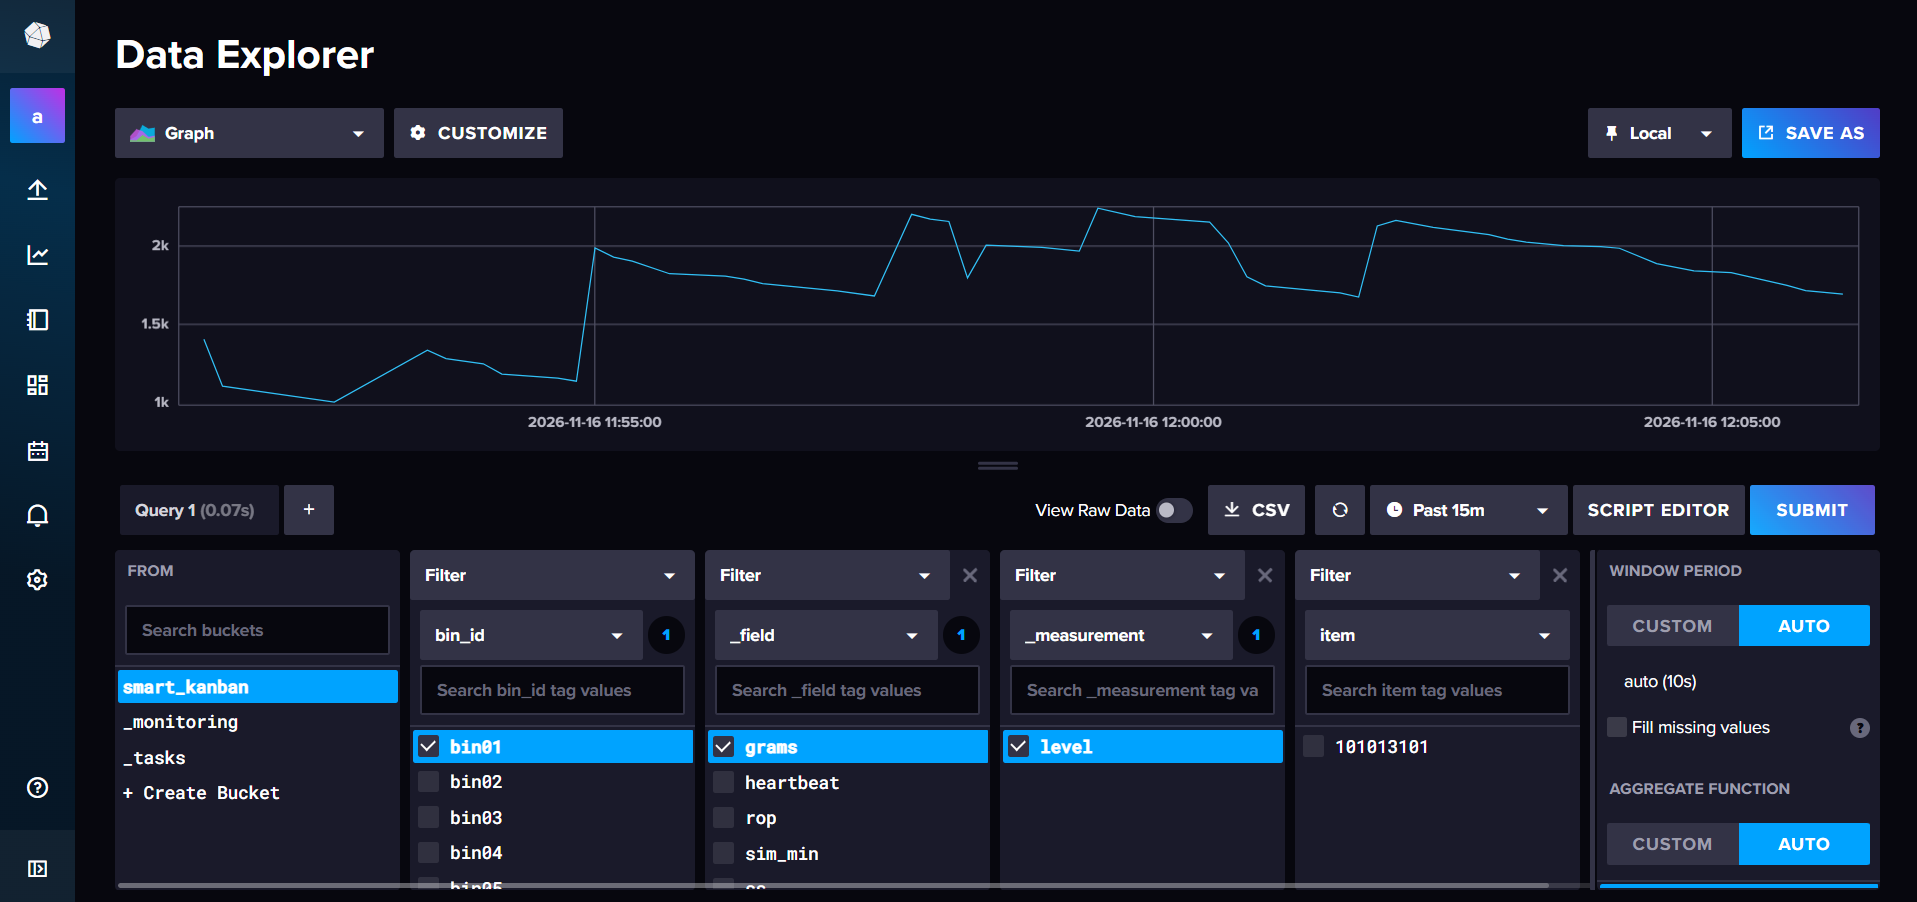 Data Explorer
a
Graph
CUSTOMIZE
Local
SAVE AS
2k
1.5k
1k
2026-11-16 11:55:00
2026-11-16 12:00:00
2026-11-16 12:05:00
Query 1 (0.07s)
+
View Raw Data
CSV
Past 15m
SCRIPT EDITOR
SUBMIT
FROM
Search buckets
smart_kanban
_monitoring
_tasks
+ Create Bucket
Filter
bin_id
1
Search bin_id tag values
bin01
bin02
bin03
bin04
bin05
Filter
_field
1
Search _field tag values
grams
heartbeat
rop
sim_min
Filter
_measurement
1
Search _measurement tag va
level
Filter
item
Search item tag values
101013101
WINDOW PERIOD
CUSTOM
AUTO
auto (10s)
Fill missing values
?
AGGREGATE FUNCTION
CUSTOM
AUTO